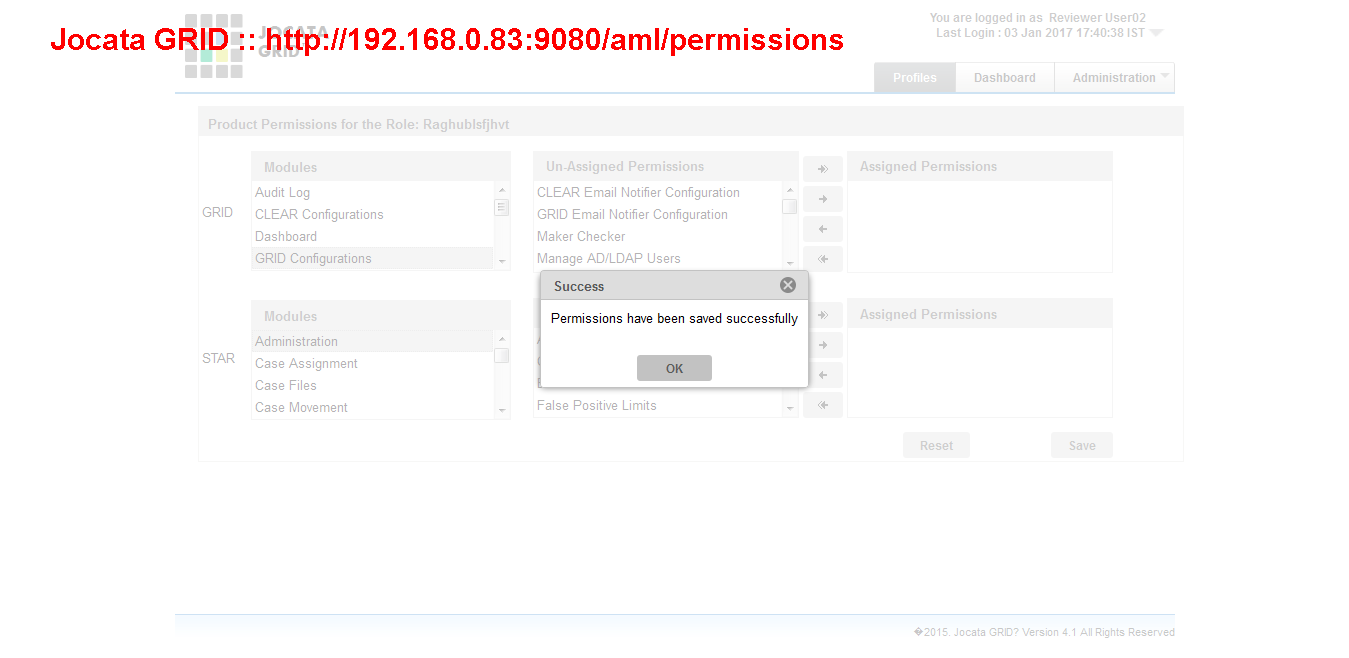 Jocata GRID :: http://192.168.0.83:9080/aml/permissions
JOCATA
GRID
You are logged in as Reviewer User02
Last Login : 03 Jan 2017 17:40:38 IST
Profiles Dashboard Administration
Product Permissions for the Role: Raghublsfjhvt
Modules Un-Assigned Permissions Assigned Permissions
GRID
Audit Log CLEAR Email Notifier Configuration
CLEAR Configurations GRID Email Notifier Configuration
Dashboard Maker Checker
GRID Configurations Manage AD/LDAP Users
Success
Permissions have been saved successfully
OK
Modules Assigned Permissions
STAR
Administration
Case Assignment
Case Files
Case Movement False Positive Limits
Reset Save
�2015. Jocata GRID? Version 4.1 All Rights Reserved